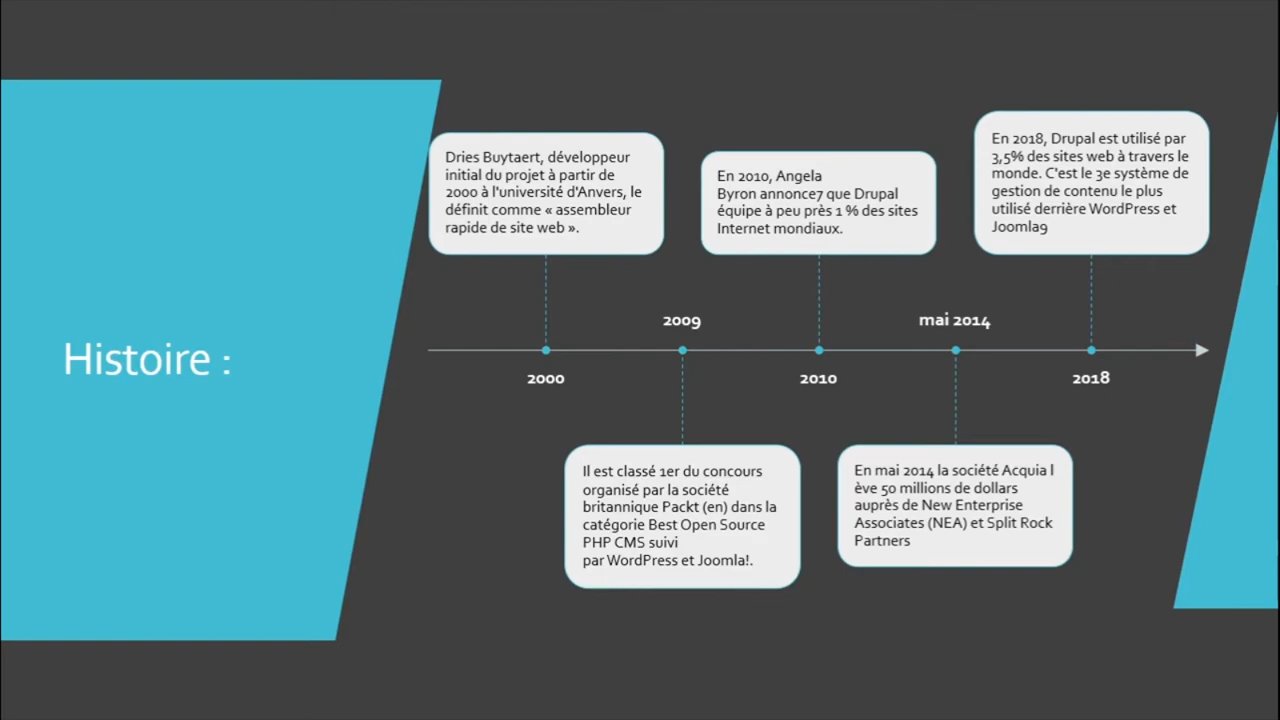 Histoire :
Dries Buytaert, développeur
initial du projet à partir de
2000 à l'université d'Anvers, le
définit comme « assembleur
rapide de site web ».
2000
2009
Il est classé 1er du concours
organisé par la société
britannique Packt (en) dans la
catégorie Best Open Source
PHP CMS suivi
par WordPress et Joomla!.
En 2010, Angela
Byron annonce7 que Drupal
équipe à peu près 1 % des sites
Internet mondiaux.
2010
mai 2014
En mai 2014 la société Acquia l
ève 50 millions de dollars
auprès de New Enterprise
Associates (NEA) et Split Rock
Partners
En 2018, Drupal est utilisé par
3,5% des sites web à travers le
monde. C'est le 3e système de
gestion de contenu le plus
utilisé derrière WordPress et
Joomla9
2018